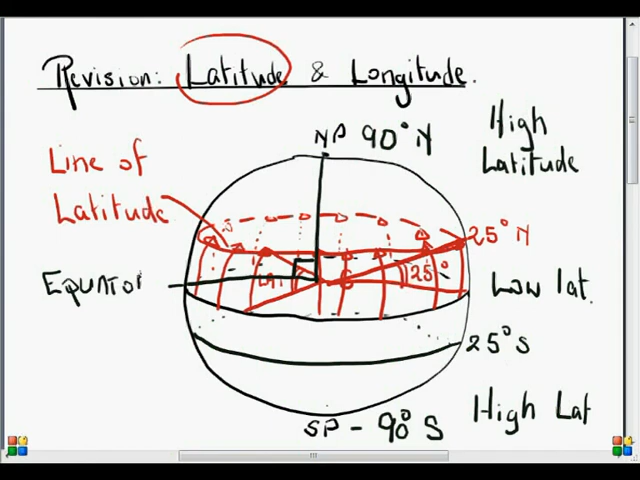 Revision: Latitude & Longitude.
NP 90° N
High
Latitude
Line of
Latitude
25° N
25°
EQUATOR
Low lat.
25° S
High Lat
SP - 90° S